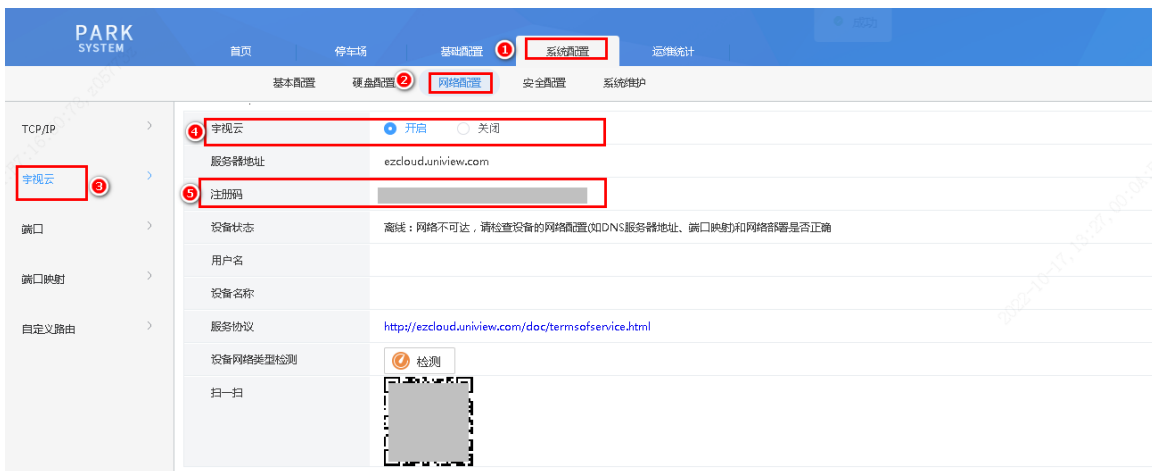 PARK
SYSTEM
首页 停车场 基础配置 1 系统配置 运维统计
成功
基本配置 硬盘配置 2 网络配置 安全配置 系统维护
TCP/IP
宇视云 3
端口
端口映射
自定义路由
4 宇视云 开启 关闭
服务器地址 ezcloud.uniview.com
5 注册码
设备状态 离线:网络不可达,请检查设备的网络配置(如DNS服务器地址、端口映射)和网络部署是否正确
用户名
设备名称
服务协议 http://ezcloud.uniview.com/doc/termsofservice.html
设备网络类型检测 检测
扫一扫